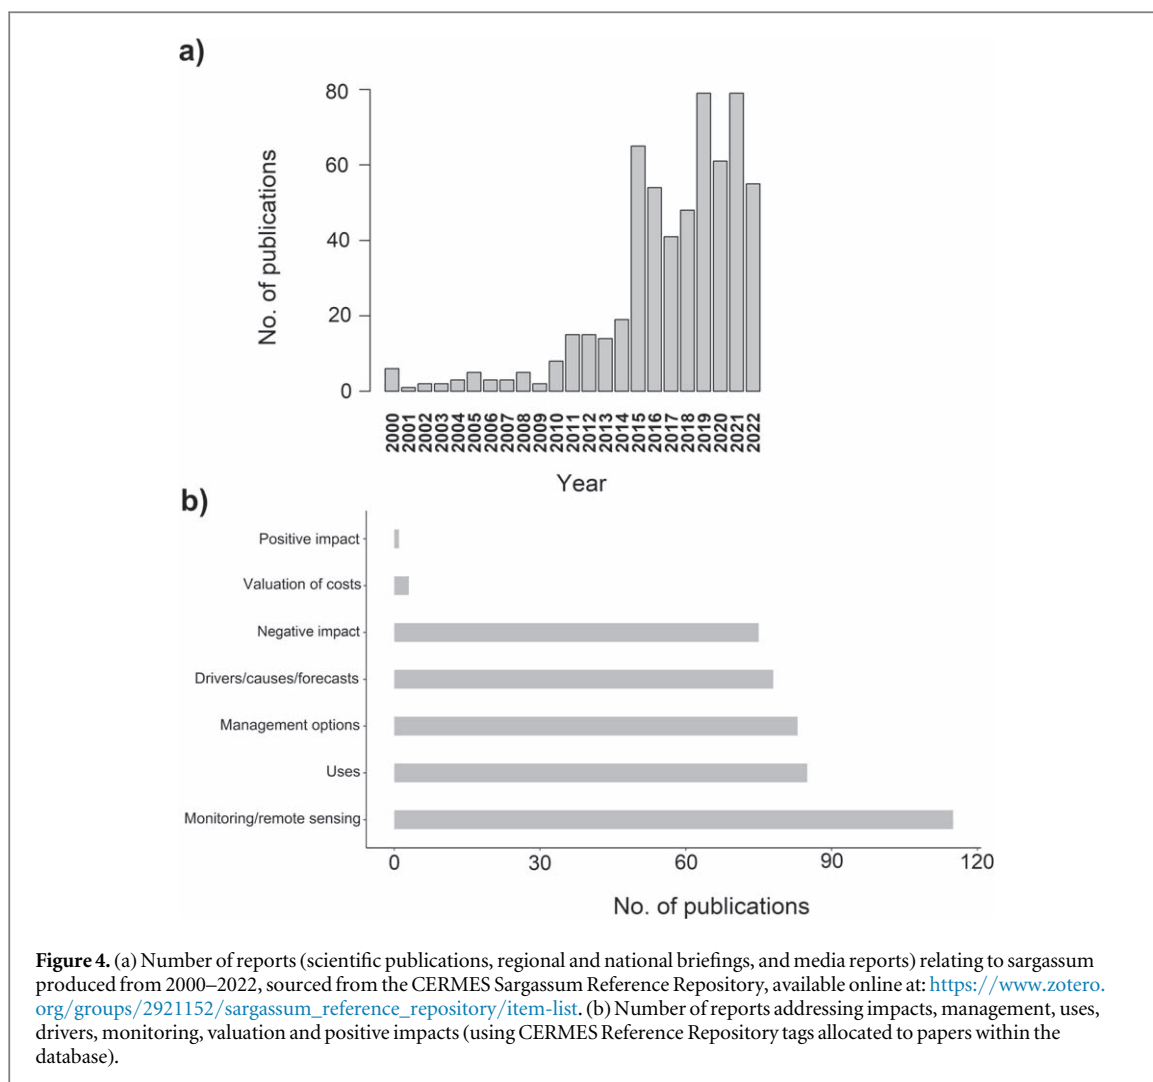 a)
80
60
40
20
0
No. of publications
2000 2001 2002 2003 2004 2005 2006 2007 2008 2009 2010 2011 2012 2013 2014 2015 2016 2017 2018 2019 2020 2021 2022
Year
b)
Positive impact
Valuation of costs
Negative impact
Drivers/causes/forecasts
Management options
Uses
Monitoring/remote sensing
0 30 60 90 120
No. of publications
Figure 4. (a) Number of reports (scientific publications, regional and national briefings, and media reports) relating to sargassum
produced from 2000–2022, sourced from the CERMES Sargassum Reference Repository, available online at: https://www.zotero.
org/groups/2921152/sargassum_reference_repository/item-list. (b) Number of reports addressing impacts, management, uses,
drivers, monitoring, valuation and positive impacts (using CERMES Reference Repository tags allocated to papers within the
database).